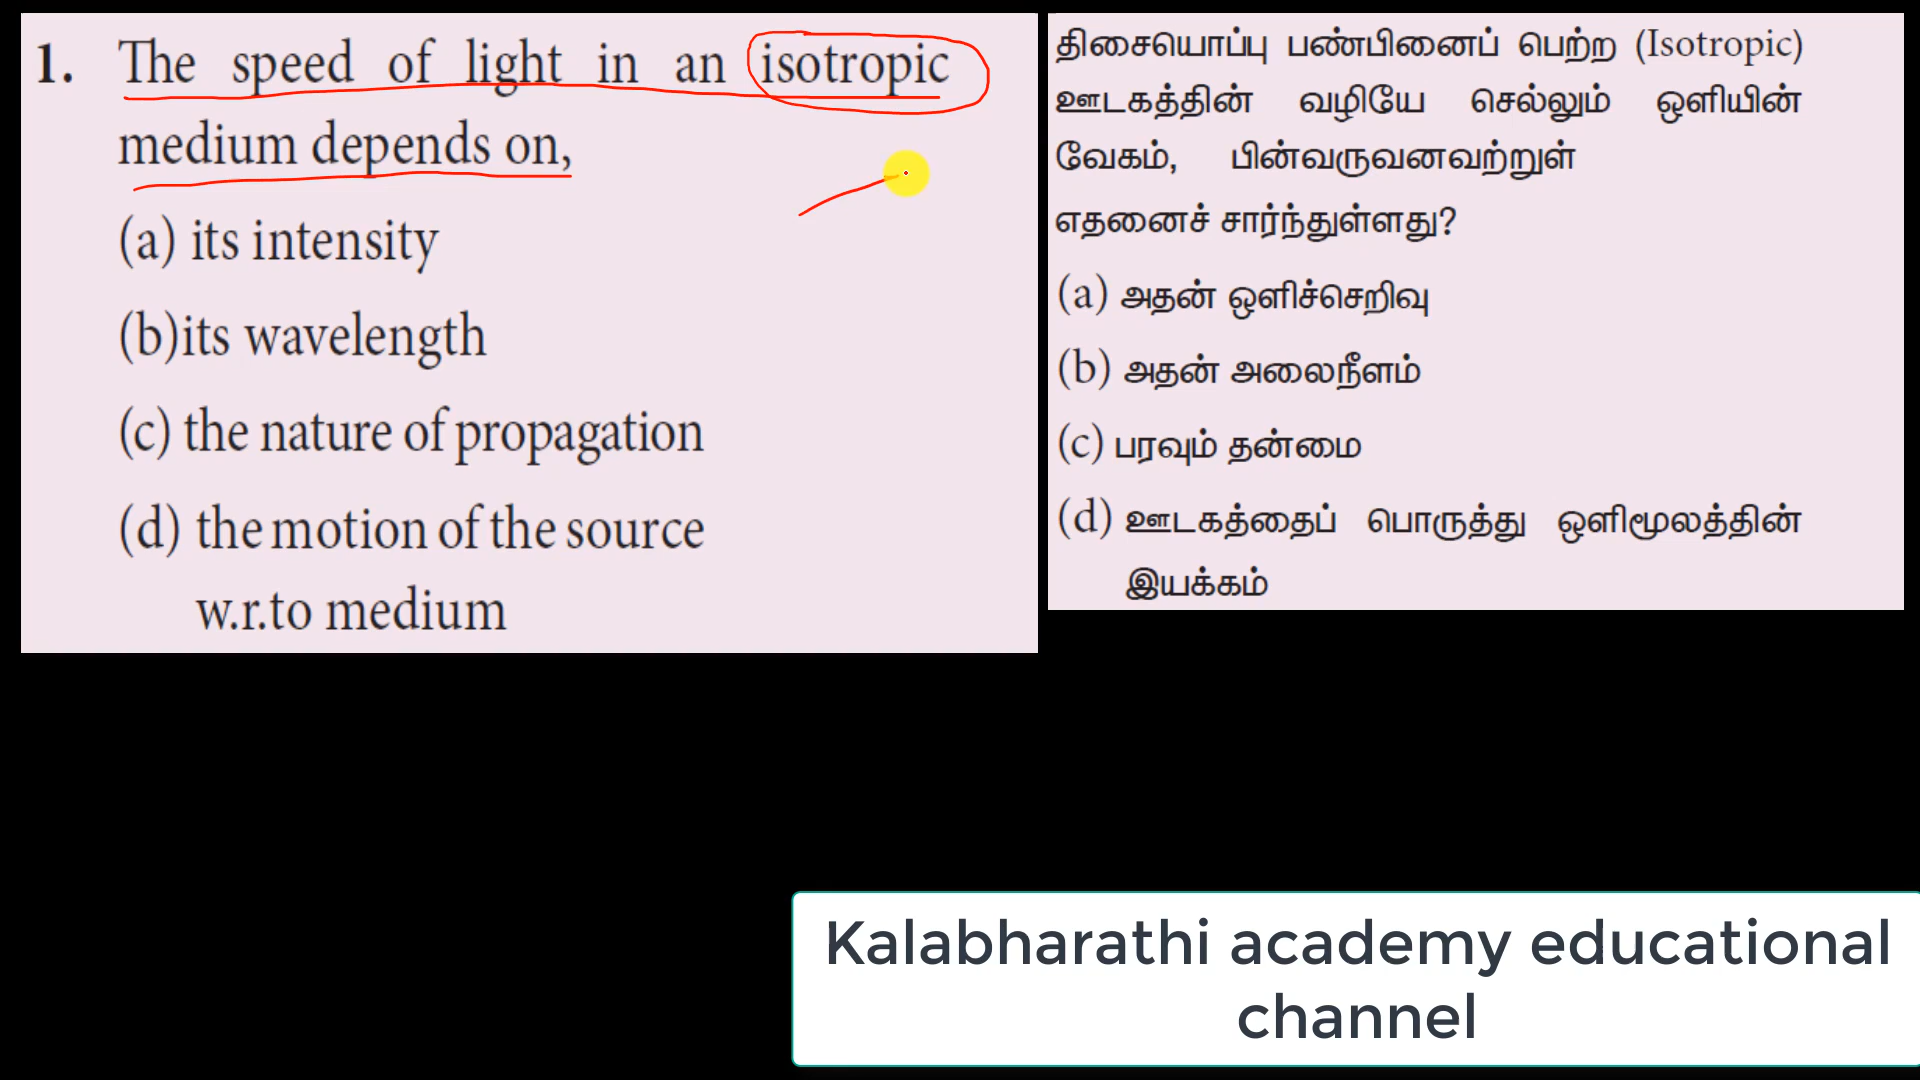 1. The speed of light in an isotropic
medium depends on,
(a) its intensity
(b)its wavelength
(c) the nature of propagation
(d) the motion of the source
w.r.to medium
திசையொப்பு பண்பினைப் பெற்ற (Isotropic)
ஊடகத்தின் வழியே செல்லும் ஒளியின்
வேகம், பின்வருவனவற்றுள்
எதனைச் சார்ந்துள்ளது?
(a) அதன் ஒளிச்செறிவு
(b) அதன் அலைநீளம்
(c) பரவும் தன்மை
(d) ஊடகத்தைப் பொருத்து ஒளிமூலத்தின்
இயக்கம்
Kalabharathi academy educational
channel